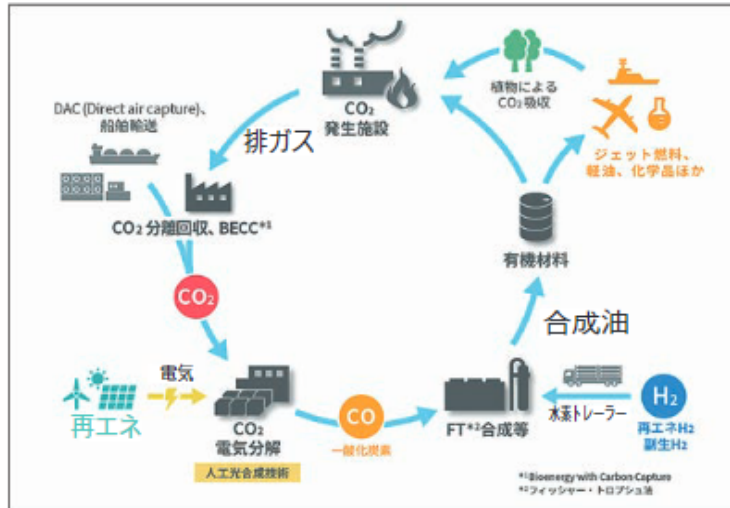 CO₂
発生施設
植物による
CO₂吸収
ジェット燃料、
軽油、化学品ほか
DAC (Direct air capture)、
船舶輸送
排ガス
CO₂ 分離回収、BECC*¹
CO₂
有機材料
合成油
電気
再エネ
CO₂
電気分解
人工光合成技術
CO
一酸化炭素
FT*²合成等
水素トレーラー
H₂
再エネH₂
副生H₂
*¹Bioenergy with Carbon Capture
*²フィッシャー・トロプシュ法